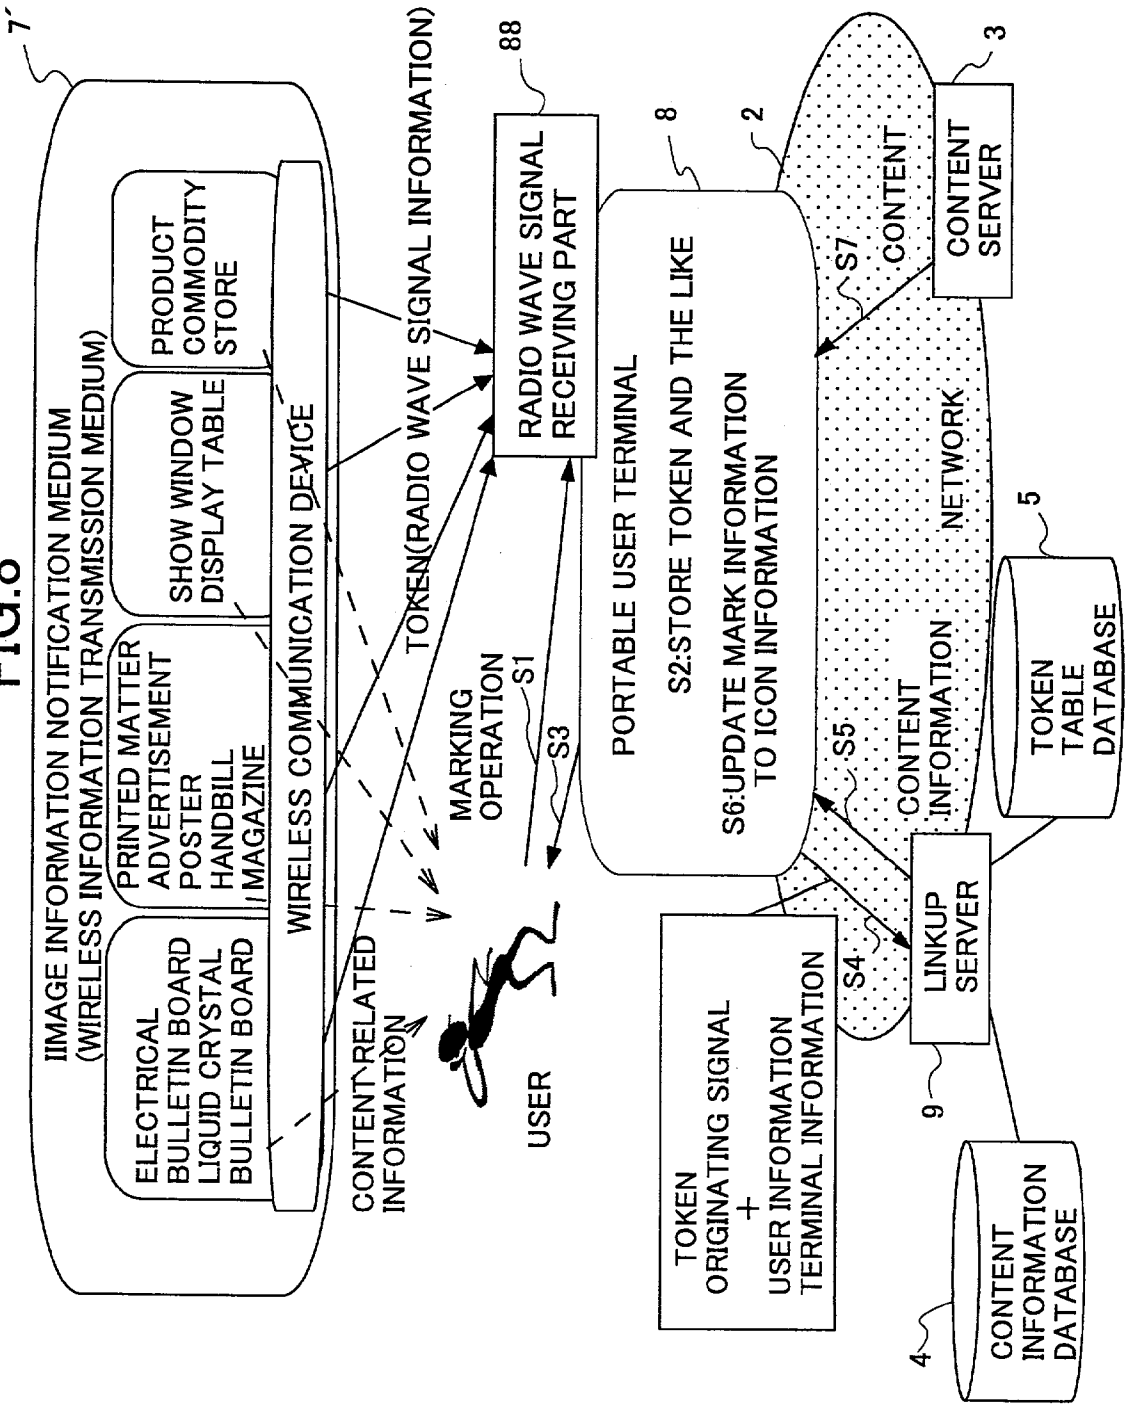 FIG.8
7´
IIMAGE INFORMATION NOTIFICATION MEDIUM
(WIRELESS INFORMATION TRANSMISSION MEDIUM)
ELECTRICAL
BULLETIN BOARD
LIQUID CRYSTAL
BULLETIN BOARD
PRINTED MATTER
ADVERTISEMENT
POSTER
HANDBILL
MAGAZINE
SHOW WINDOW
DISPLAY TABLE
PRODUCT
COMMODITY
STORE
WIRELESS COMMUNICATION DEVICE
CONTENT-RELATED
INFORMATION
TOKEN(RADIO WAVE SIGNAL INFORMATION)
USER
MARKING
OPERATION
S1
S3
88
RADIO WAVE SIGNAL
RECEIVING PART
8
PORTABLE USER TERMINAL
S2:STORE TOKEN AND THE LIKE
S6:UPDATE MARK INFORMATION
TO ICON INFORMATION
2
TOKEN
ORIGINATING SIGNAL
+
USER INFORMATION
TERMINAL INFORMATION
S4
S5
CONTENT
INFORMATION
S7
CONTENT
NETWORK
3
CONTENT
SERVER
9
LINKUP
SERVER
5
TOKEN
TABLE
DATABASE
4
CONTENT
INFORMATION
DATABASE